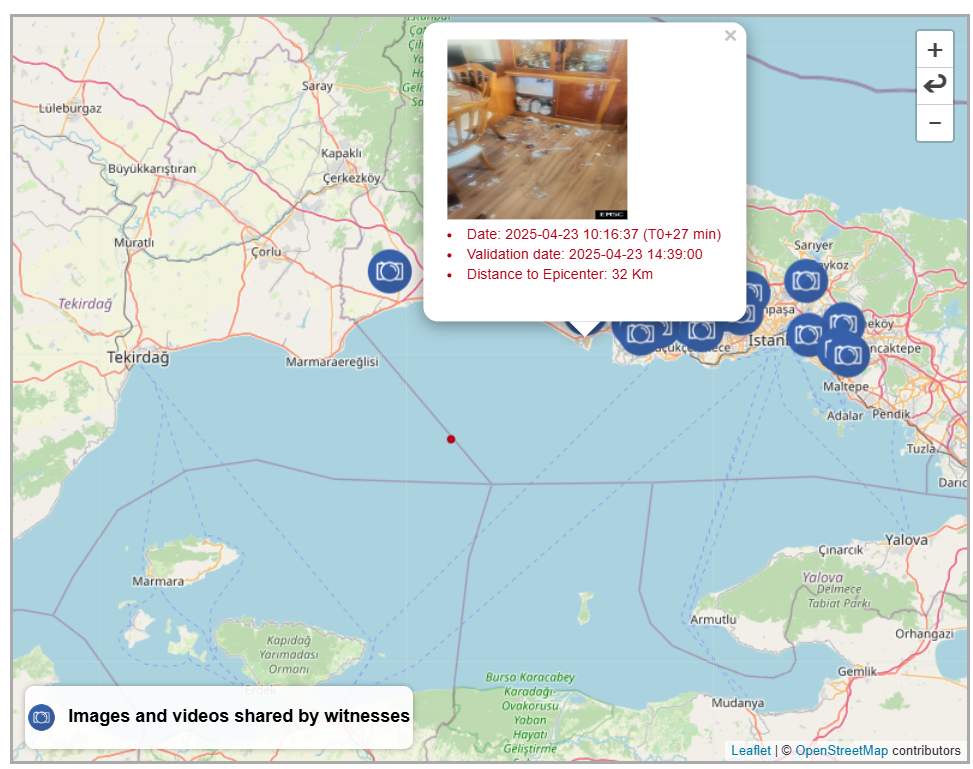 İstanbul
Saray
Lüleburgaz
Kapaklı
Büyükkarıştıran
Çerkezköy
Muratlı
Çorlu
Tekirdağ
Tekirdağ
Marmaraereğlisi
×
EMSC
Date: 2025-04-23 10:16:37 (T0+27 min)
Validation date: 2025-04-23 14:39:00
Distance to Epicenter: 32 Km
+
−
Sarıyer
Maltepe
Adalar
Pendik
Tuzla
Yalova
Çınarcık
Yalova
Delmece
Tabiat Parkı
Armutlu
Orhangazi
Gemlik
Mudanya
Marmara
Kapıdağ
Yarımadası
Ormanı
Erdek
Bursa Karacabey
Karadağı-
Ovakorusu
Yaban
Hayatı
Geliştirme
Images and videos shared by witnesses
Leaflet | © OpenStreetMap contributors